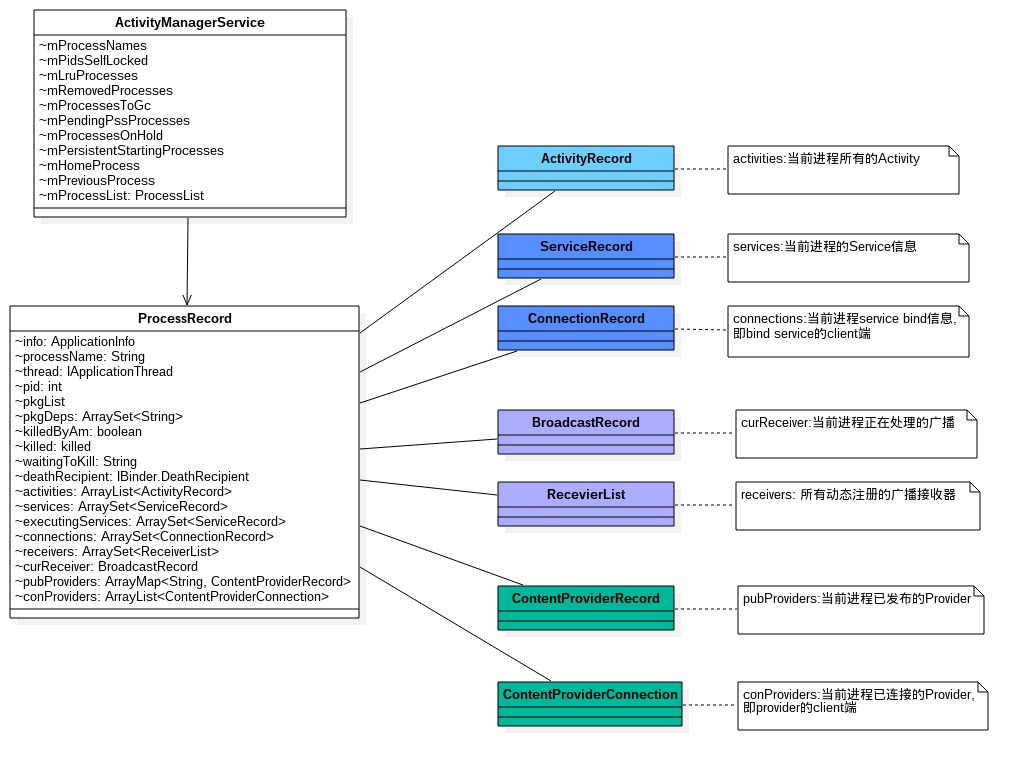 ActivityManagerService
~mProcessNames
~mPidsSelfLocked
~mLruProcesses
~mRemovedProcesses
~mProcessesToGc
~mPendingPssProcesses
~mProcessesOnHold
~mPersistentStartingProcesses
~mHomeProcess
~mPreviousProcess
~mProcessList: ProcessList
ProcessRecord
~info: ApplicationInfo
~processName: String
~thread: IApplicationThread
~pid: int
~pkgList
~pkgDeps: ArraySet<String>
~killedByAm: boolean
~killed: killed
~waitingToKill: String
~deathRecipient: IBinder.DeathRecipient
~activities: ArrayList<ActivityRecord>
~services: ArraySet<ServiceRecord>
~executingServices: ArraySet<ServiceRecord>
~connections: ArraySet<ConnectionRecord>
~receivers: ArraySet<ReceiverList>
~curReceiver: BroadcastRecord
~pubProviders: ArrayMap<String, ContentProviderRecord>
~conProviders: ArrayList<ContentProviderConnection>
ActivityRecord
activities:当前进程所有的Activity
ServiceRecord
services:当前进程的Service信息
ConnectionRecord
connections:当前进程service bind信息,
即bind service的client端
BroadcastRecord
curReceiver:当前进程正在处理的广播
RecevierList
receivers: 所有动态注册的广播接收器
ContentProviderRecord
pubProviders:当前进程已发布的Provider
ContentProviderConnection
conProviders:当前进程已连接的Provider,
即provider的client端